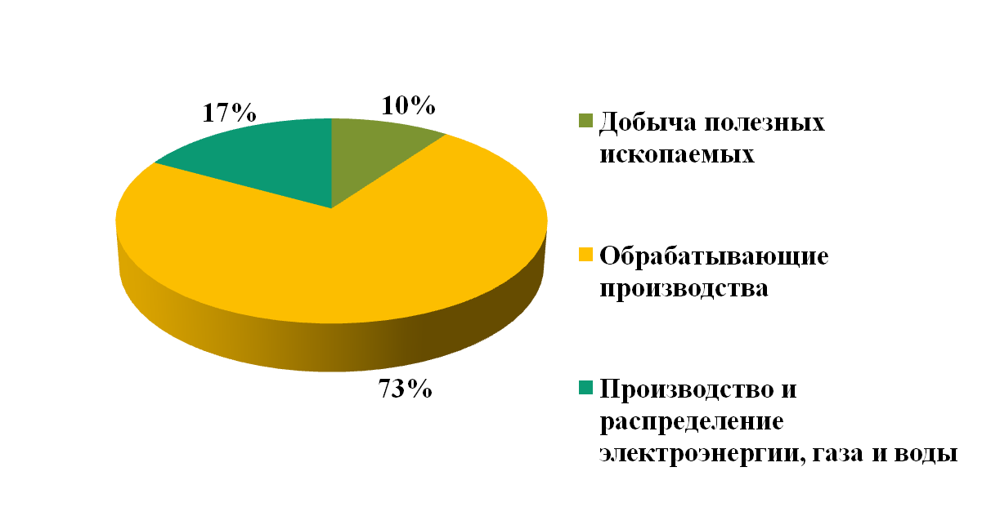 17%
10%
73%
Добыча полезных
ископаемых
Обрабатывающие
производства
Производство и
распределение
электроэнергии, газа и воды